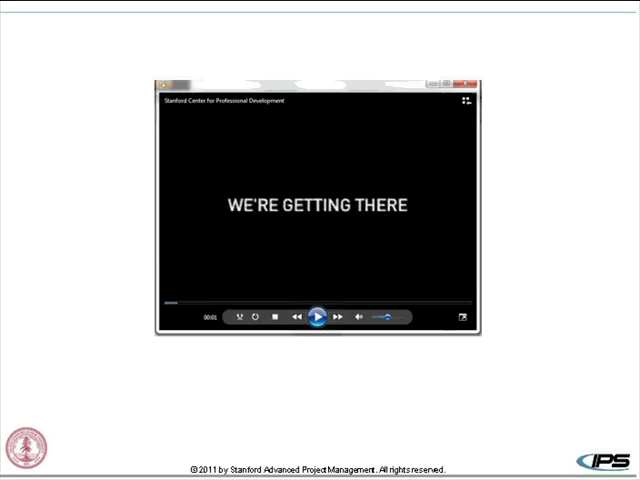 Stanford Center for Professional Development
WE'RE GETTING THERE
00:01
© 2011 by Stanford Advanced Project Management. All rights reserved.
IPS